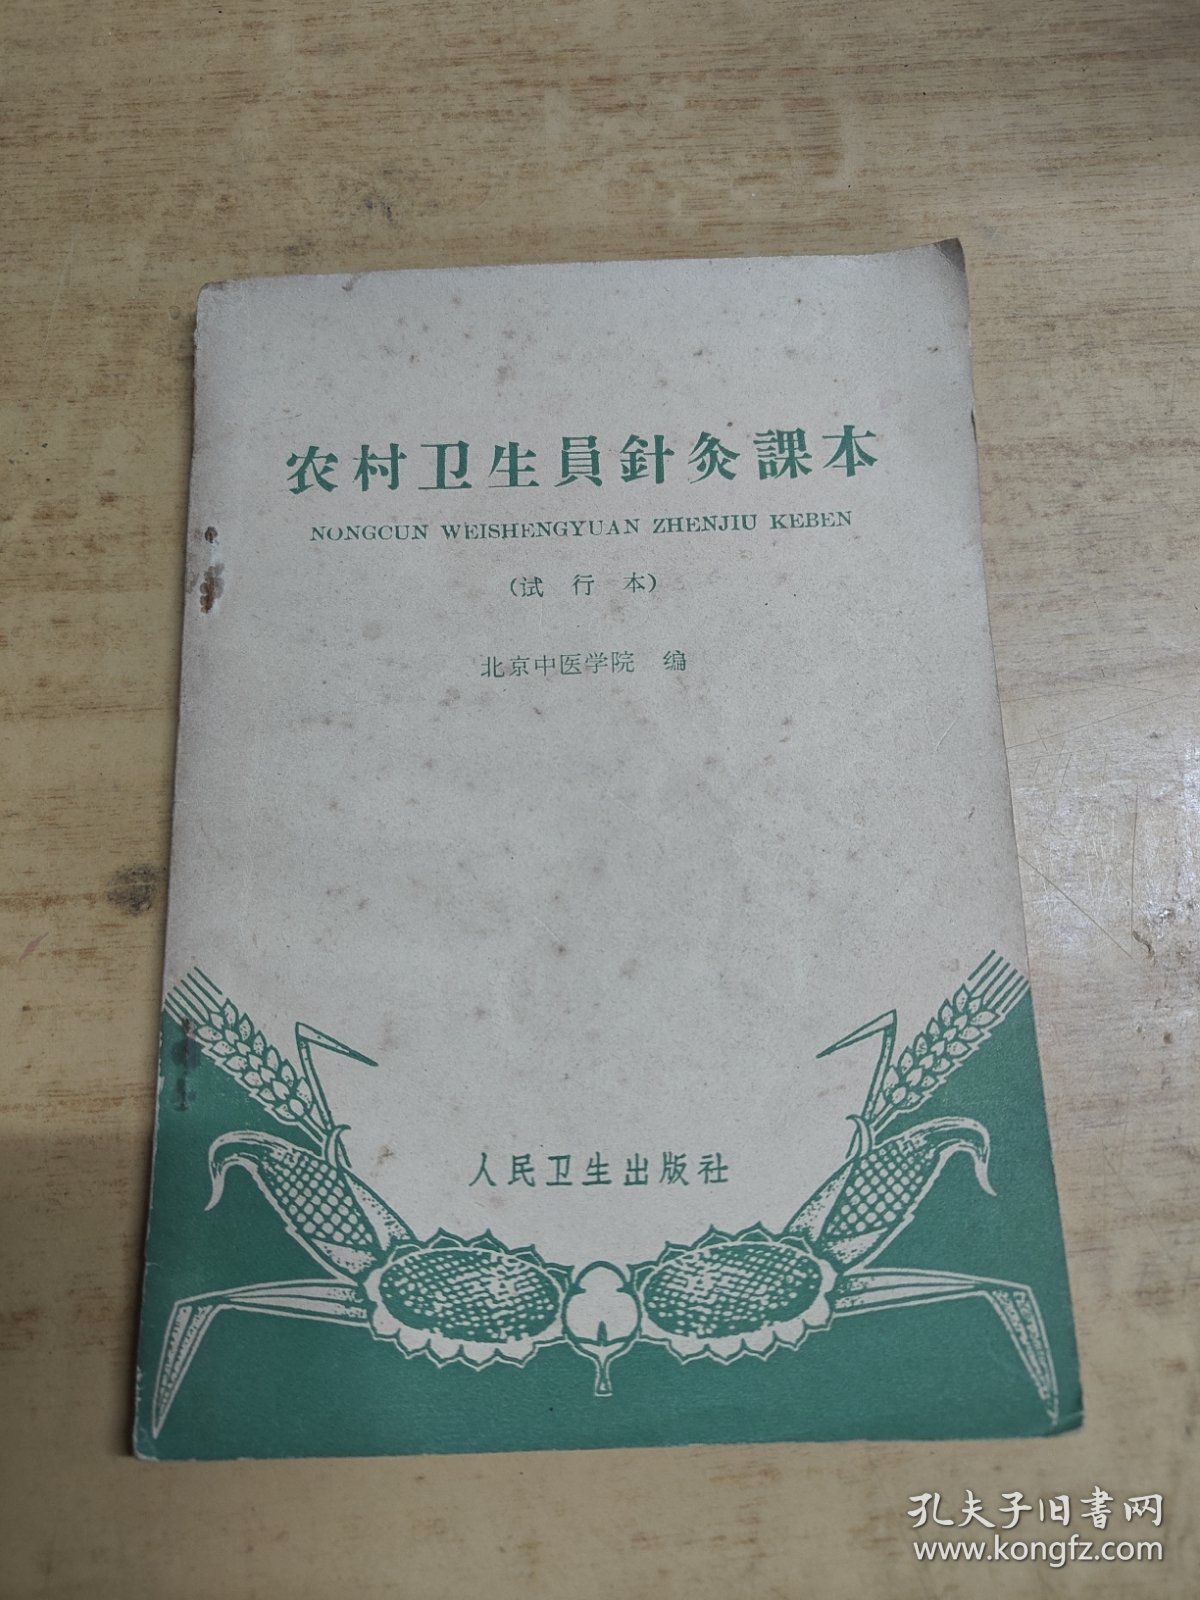 农村卫生員針灸課本
NONGCUN WEISHENGYUAN ZHENJIU KEBEN
(试 行 本)
北京中医学院 编
人民卫生出版社
孔夫子旧書网
www.kongfz.com